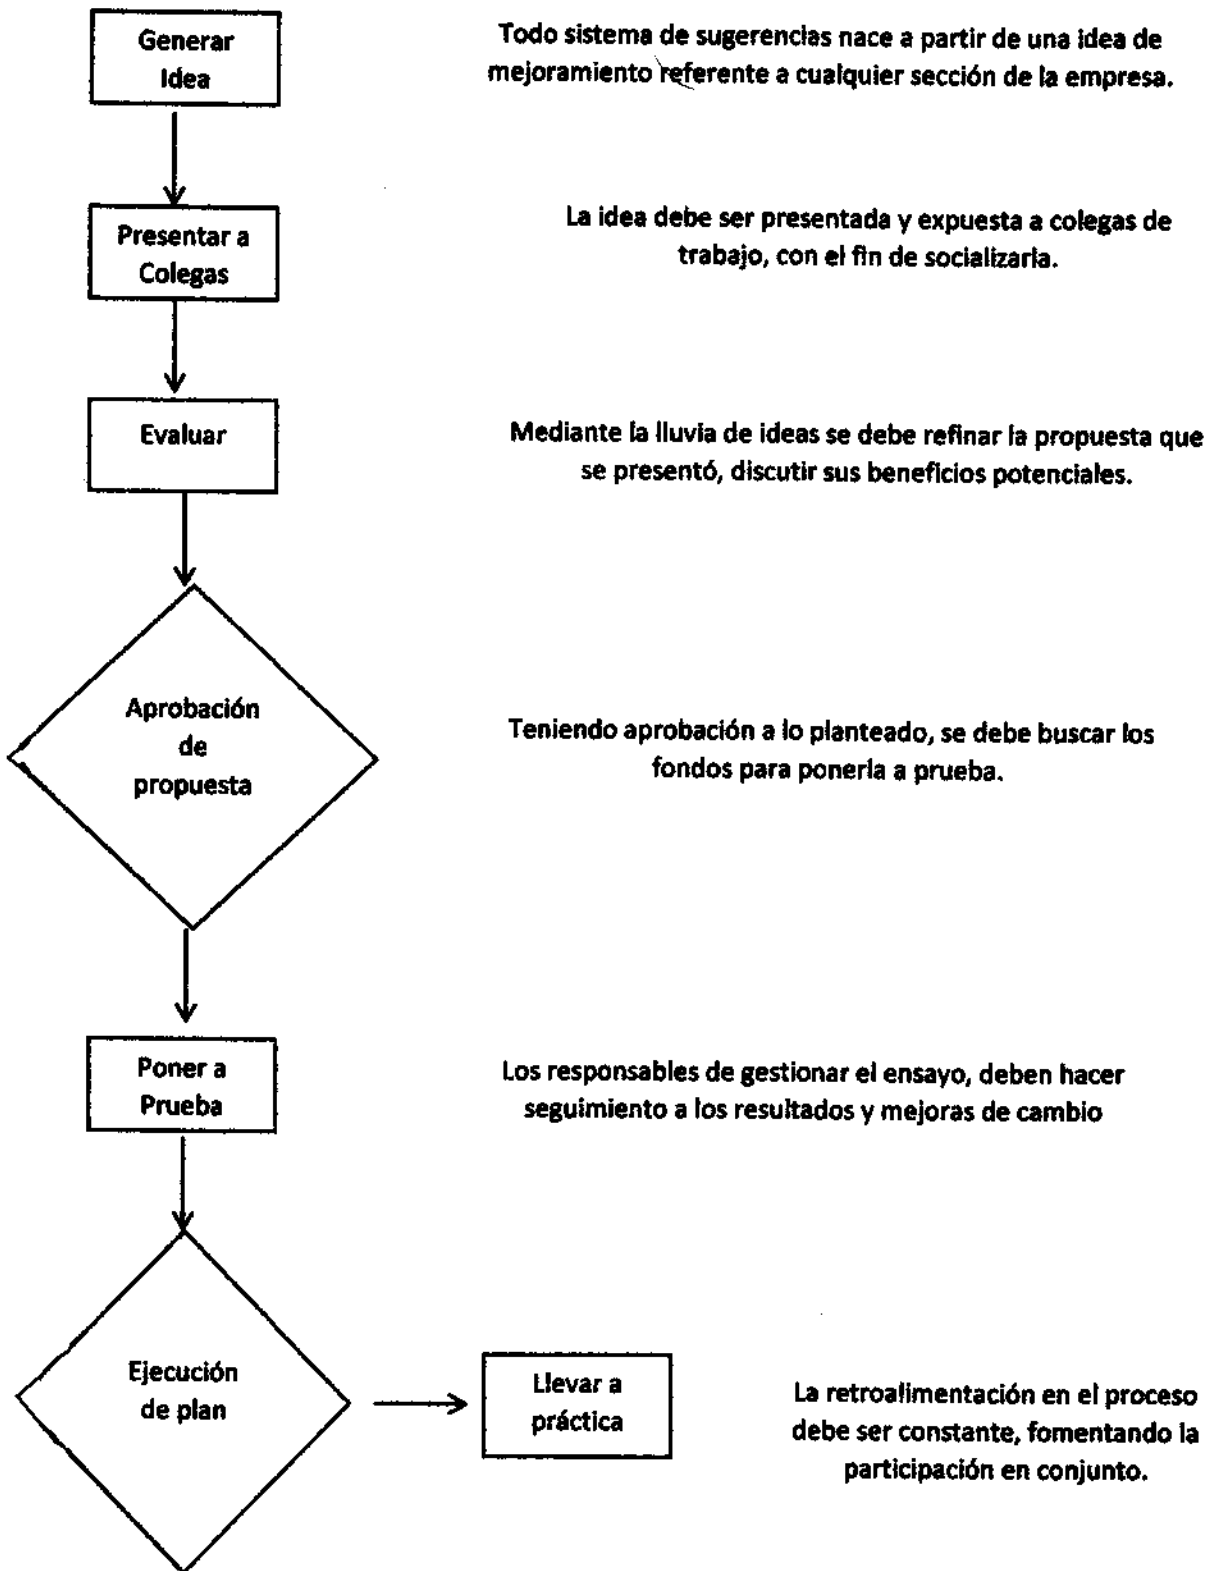 Generar
Idea
Todo sistema de sugerencias nace a partir de una idea de
mejoramiento referente a cualquier sección de la empresa.
Presentar a
Colegas
La idea debe ser presentada y expuesta a colegas de
trabajo, con el fin de socializarla.
Evaluar
Mediante la lluvia de ideas se debe refinar la propuesta que
se presentó, discutir sus beneficios potenciales.
Aprobación
de
propuesta
Teniendo aprobación a lo planteado, se debe buscar los
fondos para ponerla a prueba.
Poner a
Prueba
Los responsables de gestionar el ensayo, deben hacer
seguimiento a los resultados y mejoras de cambio
Ejecución
de plan
Llevar a
práctica
La retroalimentación en el proceso
debe ser constante, fomentando la
participación en conjunto.